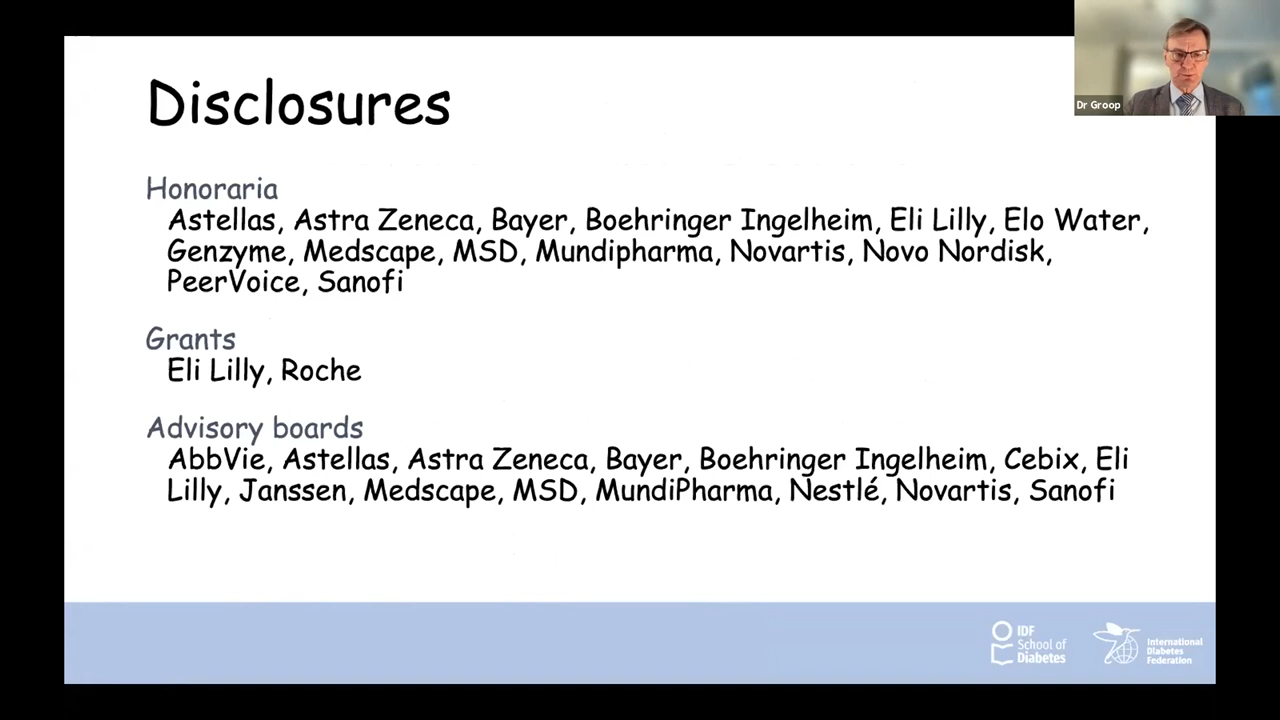 Disclosures
Dr Groop
Honoraria
Astellas, Astra Zeneca, Bayer, Boehringer Ingelheim, Eli Lilly, Elo Water,
Genzyme, Medscape, MSD, Mundipharma, Novartis, Novo Nordisk,
PeerVoice, Sanofi
Grants
Eli Lilly, Roche
Advisory boards
AbbVie, Astellas, Astra Zeneca, Bayer, Boehringer Ingelheim, Cebix, Eli
Lilly, Janssen, Medscape, MSD, MundiPharma, Nestlé, Novartis, Sanofi
IDF
School of
Diabetes
International
Diabetes
Federation